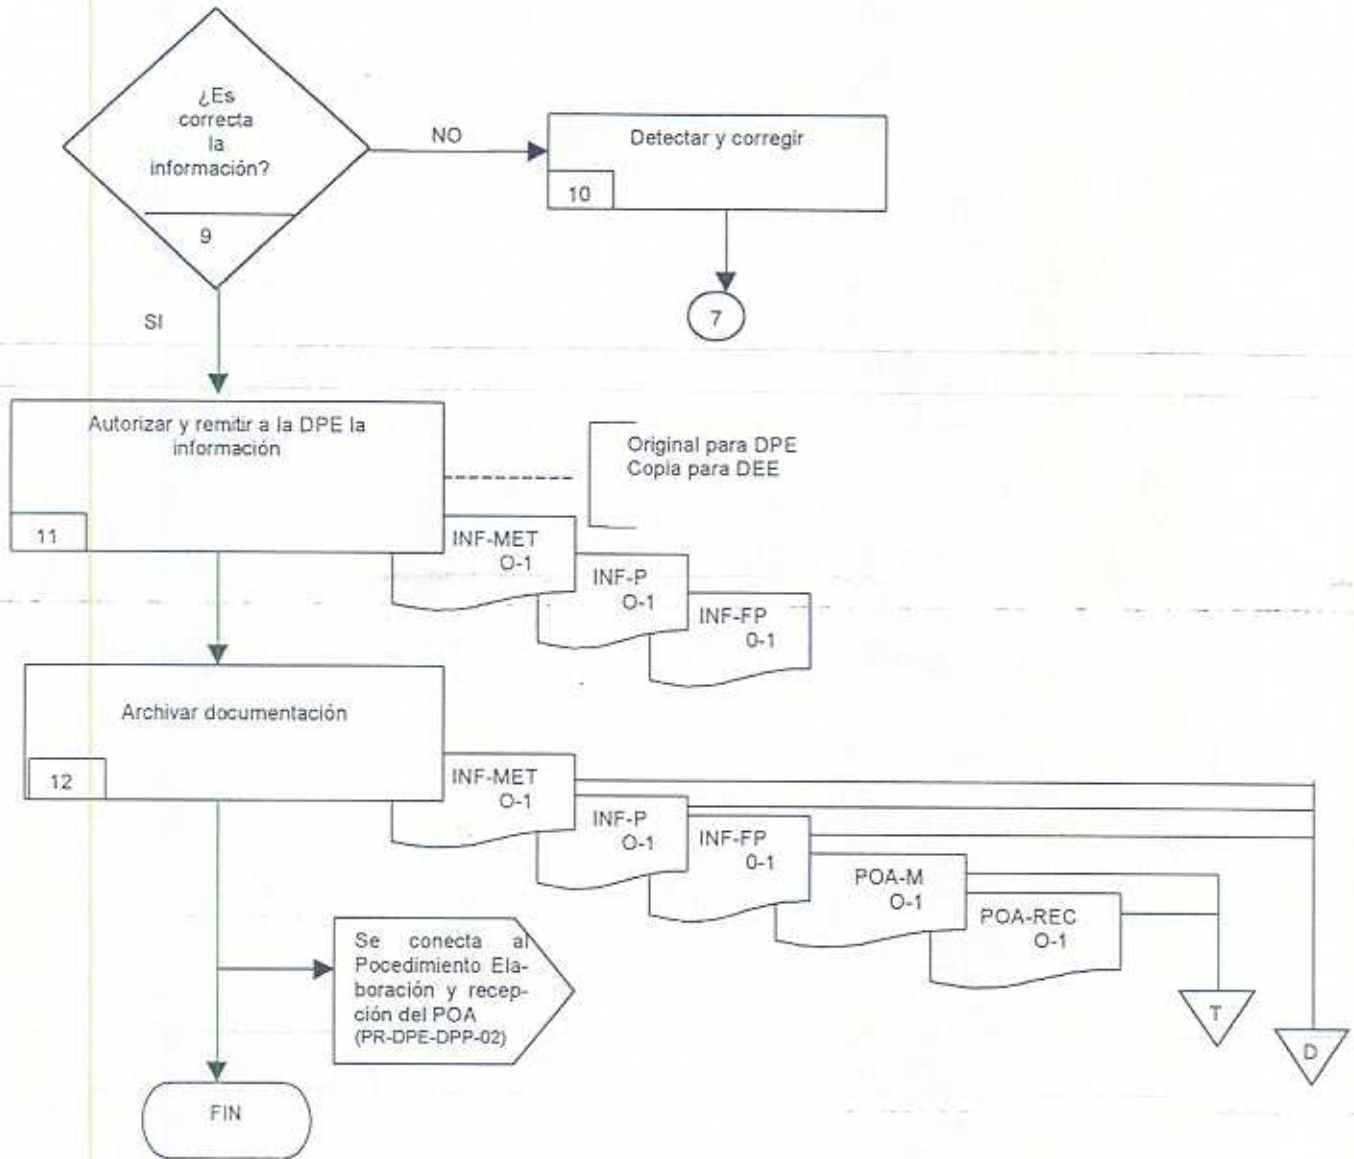 ¿Es
correcta
la
información?
9
NO
Detectar y corregir
10
7
SI
Autorizar y remitir a la DPE la
información
11
Original para DPE
Copia para DEE
INF-MET
O-1
INF-P
O-1
INF-FP
0-1
Archivar documentación
12
INF-MET
O-1
INF-P
O-1
INF-FP
0-1
POA-M
O-1
POA-REC
O-1
Se conecta al
Pocedimiento Ela-
boración y recep-
ción del POA
(PR-DPE-DPP-02)
T
D
FIN